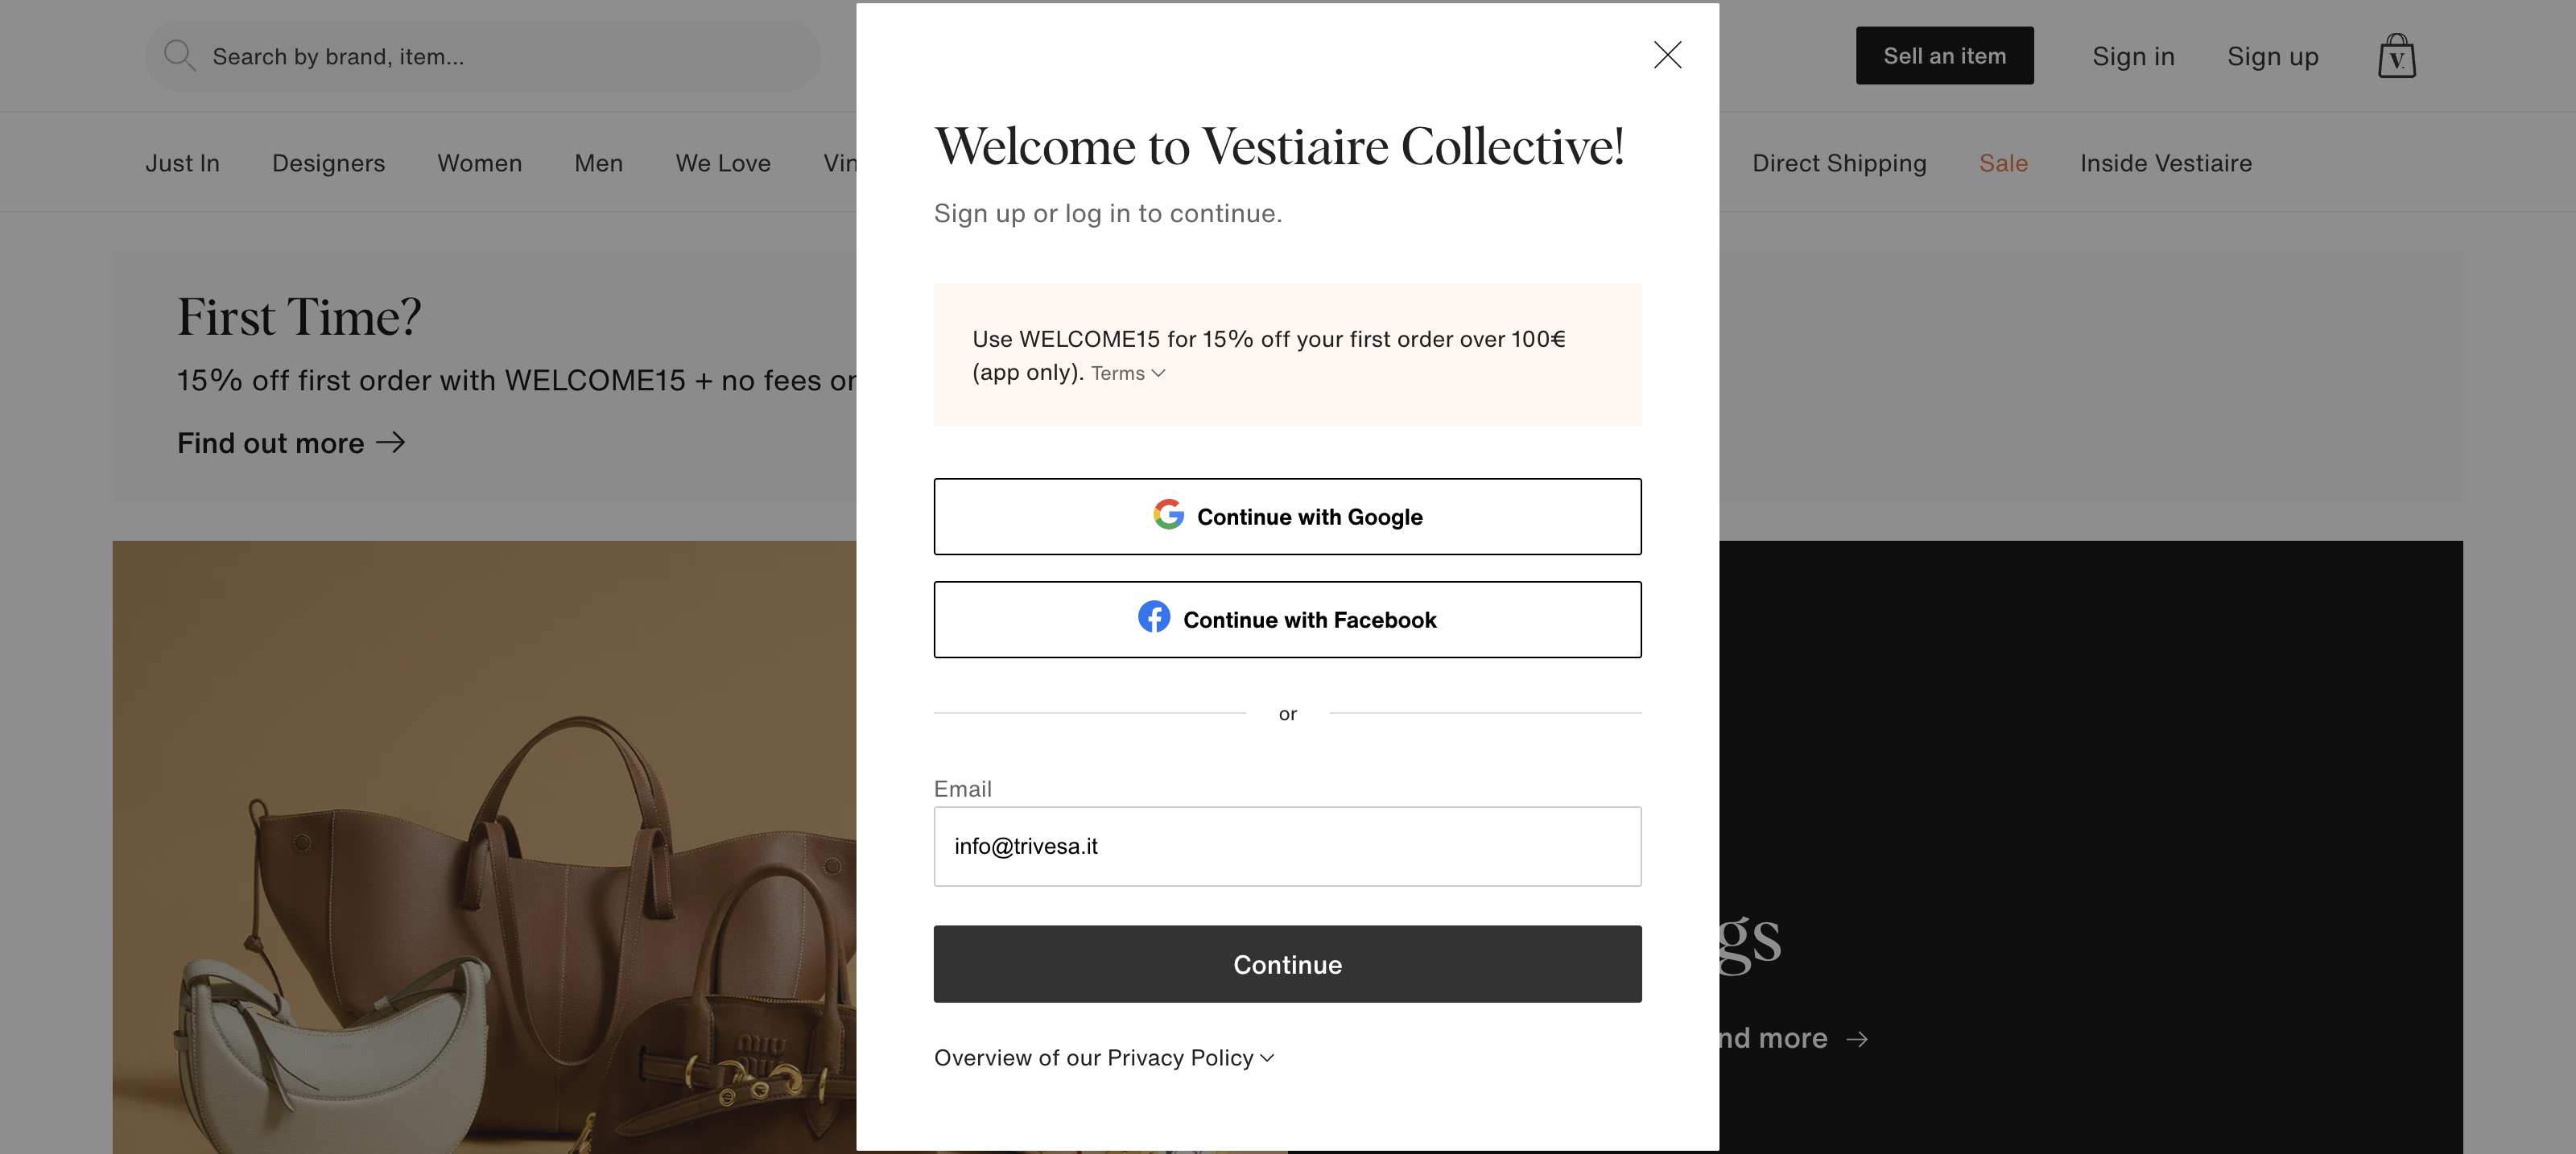 Search by brand, item...
Sell an item
Sign in
Sign up
V.
Just In
Designers
Women
Men
We Love
Direct Shipping
Sale
Inside Vestiaire
First Time?
15% off first order with WELCOME15 + no fees
Find out more
Welcome to Vestiaire Collective!
Sign up or log in to continue.
Use WELCOME15 for 15% off your first order over 100€
(app only). Terms
Continue with Google
Continue with Facebook
or
Email
info@trivesa.it
Continue
Overview of our Privacy Policy
more
MIU